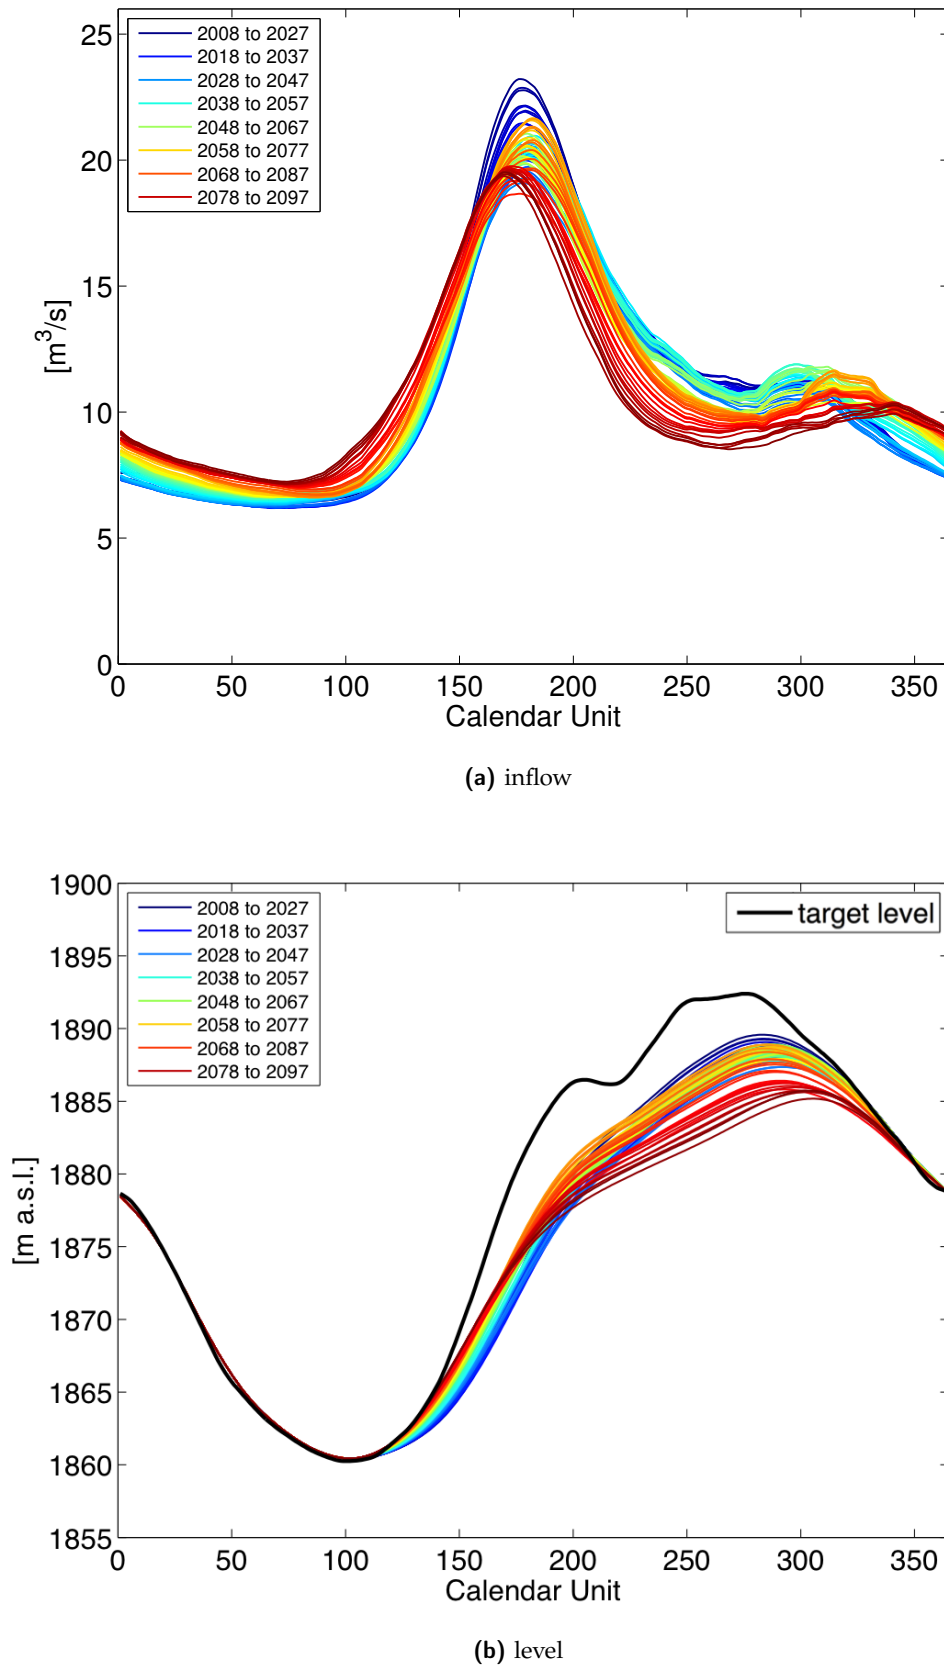 25
20
15
10
5
0
[m³/s]
2008 to 2027
2018 to 2037
2028 to 2047
2038 to 2057
2048 to 2067
2058 to 2077
2068 to 2087
2078 to 2097
0 50 100 150 200 250 300 350
Calendar Unit
(a) inflow
1900
1895
1890
1885
1880
1875
1870
1865
1860
1855
[m a.s.l.]
2008 to 2027
2018 to 2037
2028 to 2047
2038 to 2057
2048 to 2067
2058 to 2077
2068 to 2087
2078 to 2097
target level
0 50 100 150 200 250 300 350
Calendar Unit
(b) level